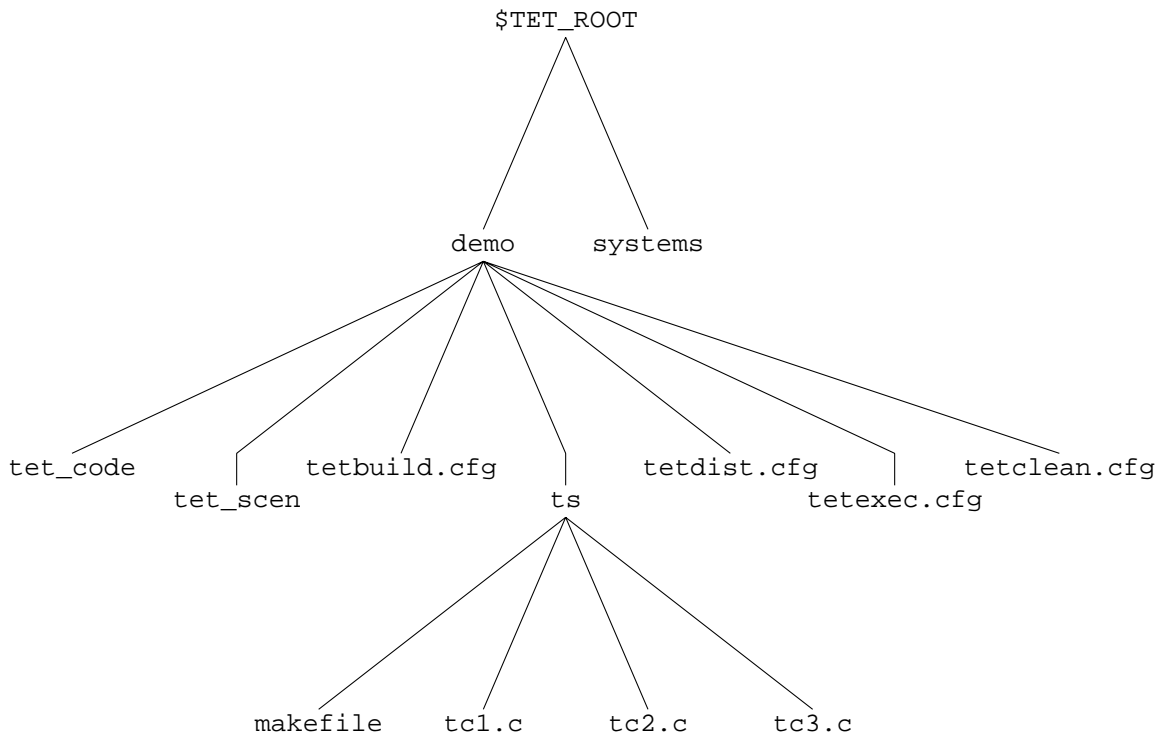 $TET_ROOT
demo systems
tet_code tetbuild.cfg tetdist.cfg tetclean.cfg
tet_scen ts tetexec.cfg
makefile tc1.c tc2.c tc3.c